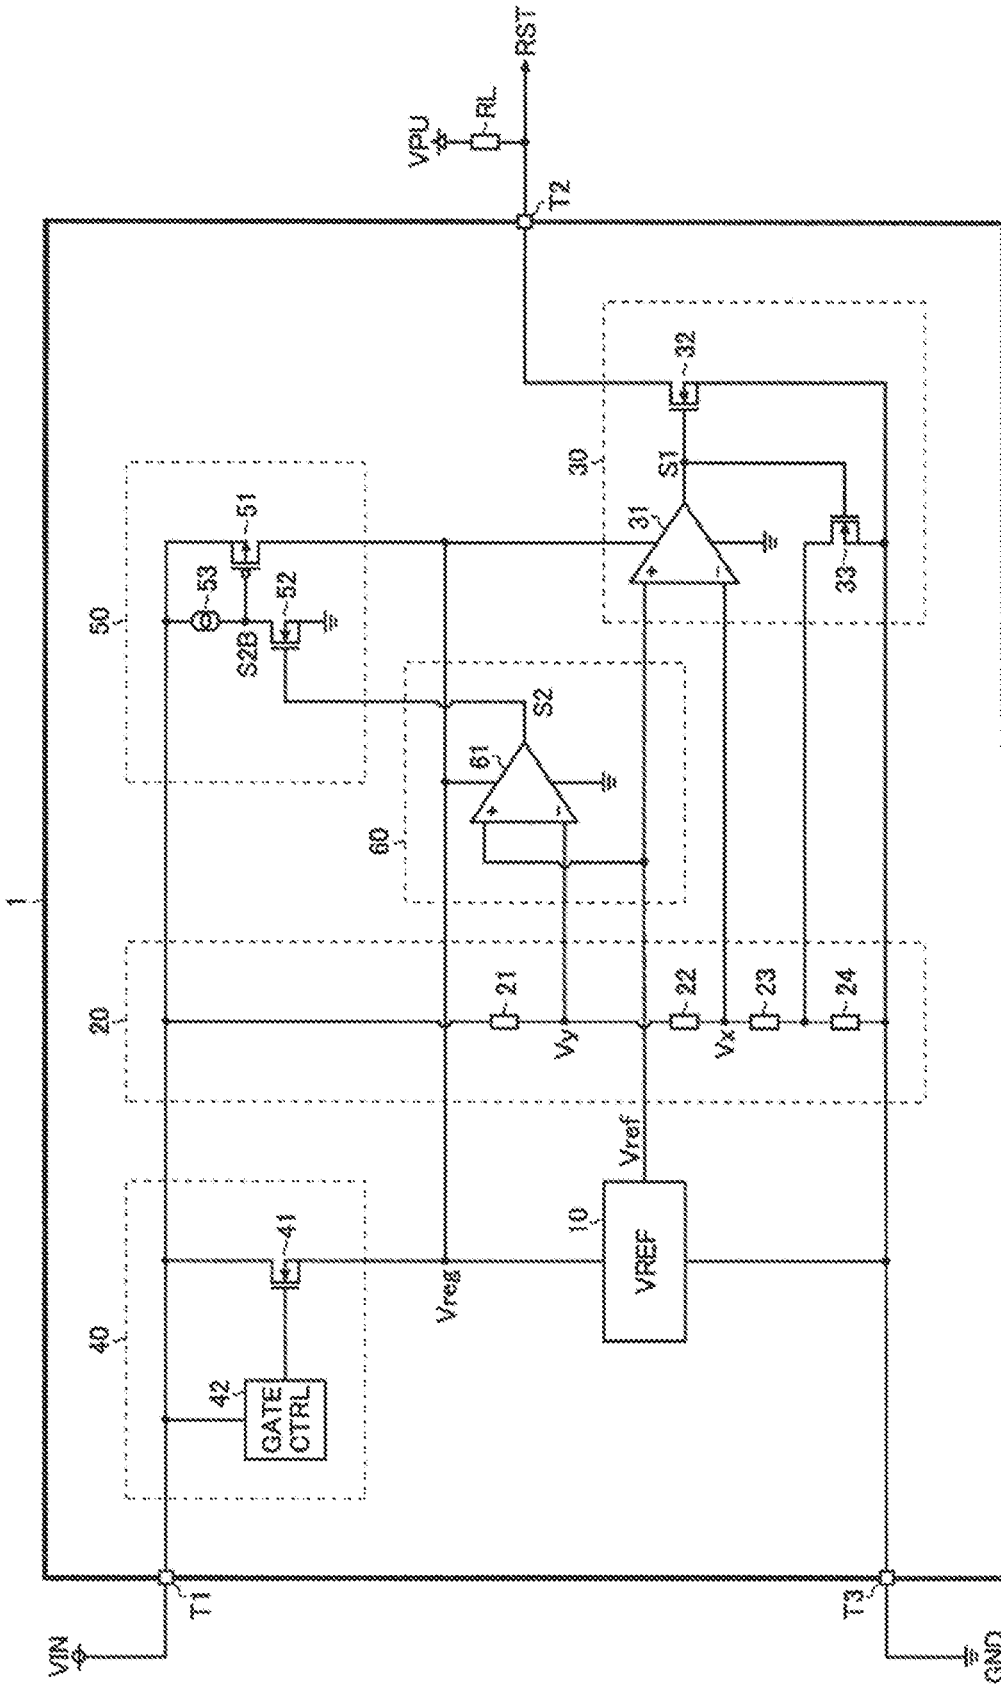 1
VIN
T1
40
42
GATE
CTRL
41
20
50
53
51
S2B
52
VPU
RL
RST
T2
Vreg
21
Vy
60
61
S2
10
VREF
Vref
22
Vx
23
24
30
31
S1
32
33
T3
GND